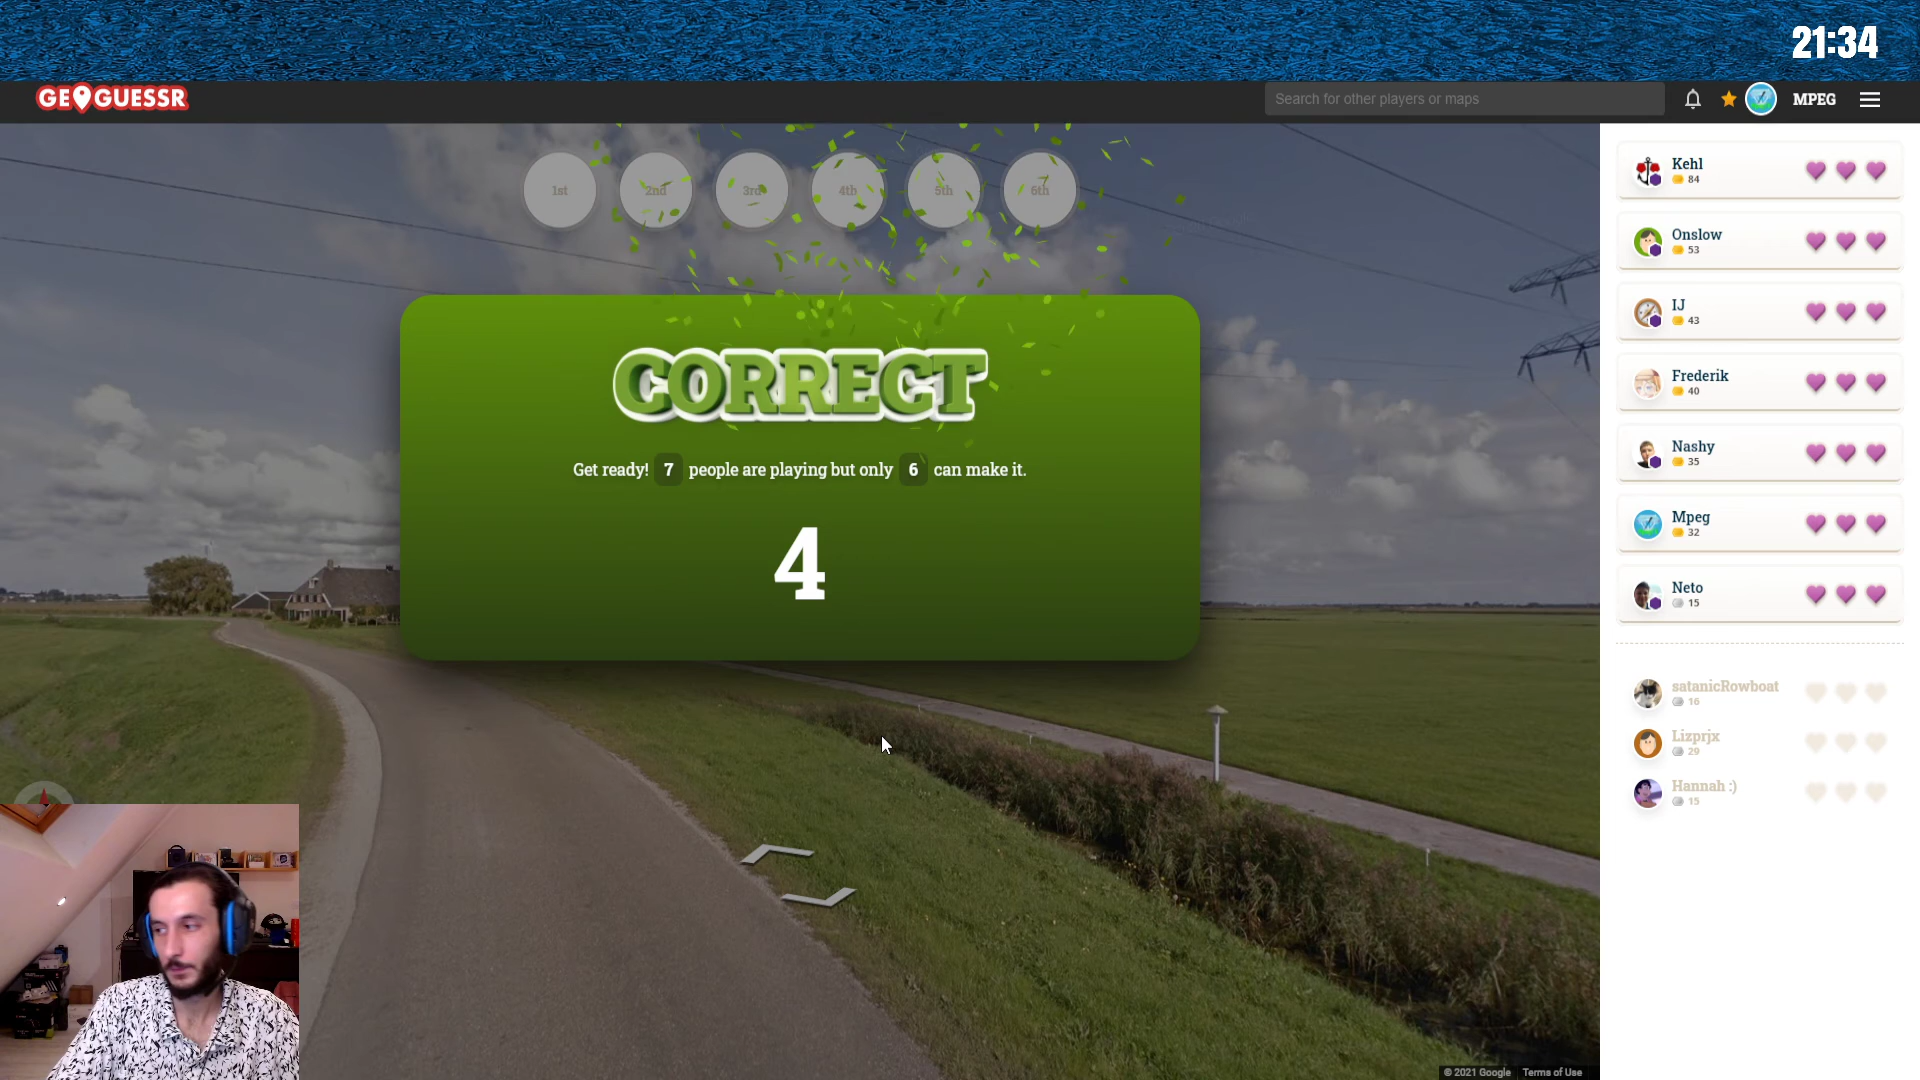 21:34
GEOGUESSR
Search for other players or maps
MPEG
1st
2nd
3rd
4th
5th
6th
CORRECT
Get ready! 7 people are playing but only 6 can make it.
4
Kehl
84
Onslow
53
IJ
43
Frederik
40
Nashy
35
Mpeg
32
Neto
15
satanicRowboat
16
Lizprjx
29
Hannah :)
15
© 2021 Google
Terms of Use